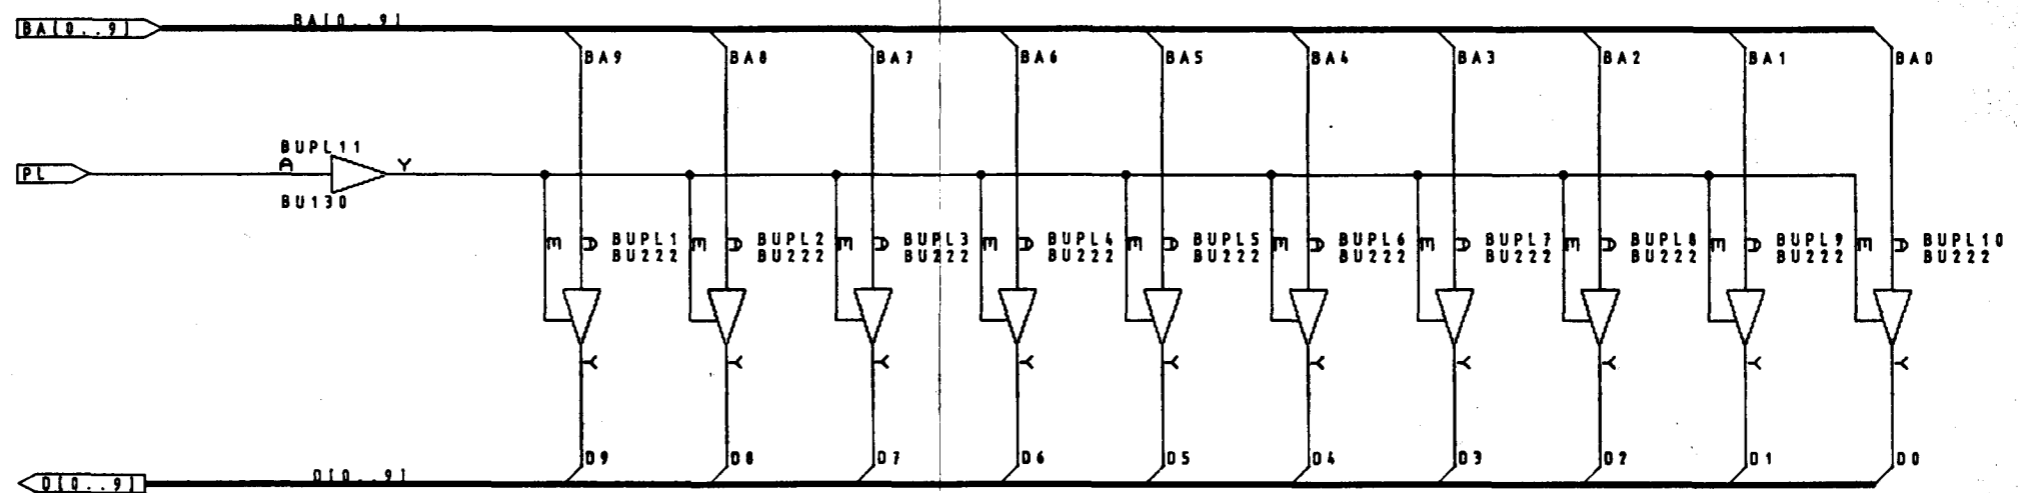 BA[0..9]
BA[0..9]
BA9
BA8
BA7
BA6
BA5
BA4
BA3
BA2
BA1
BA0
BUPL11
PL
A
Y
BU130
E
A
BUPL1
BU222
E
A
BUPL2
BU222
E
A
BUPL3
BU222
E
A
BUPL4
BU222
E
A
BUPL5
BU222
E
A
BUPL6
BU222
E
A
BUPL7
BU222
E
A
BUPL8
BU222
E
A
BUPL9
BU222
E
A
BUPL10
BU222
Y
Y
Y
Y
Y
Y
Y
Y
Y
Y
D9
D8
D7
D6
D5
D4
D3
D2
D1
D0
D[0..9]
D[0..9]